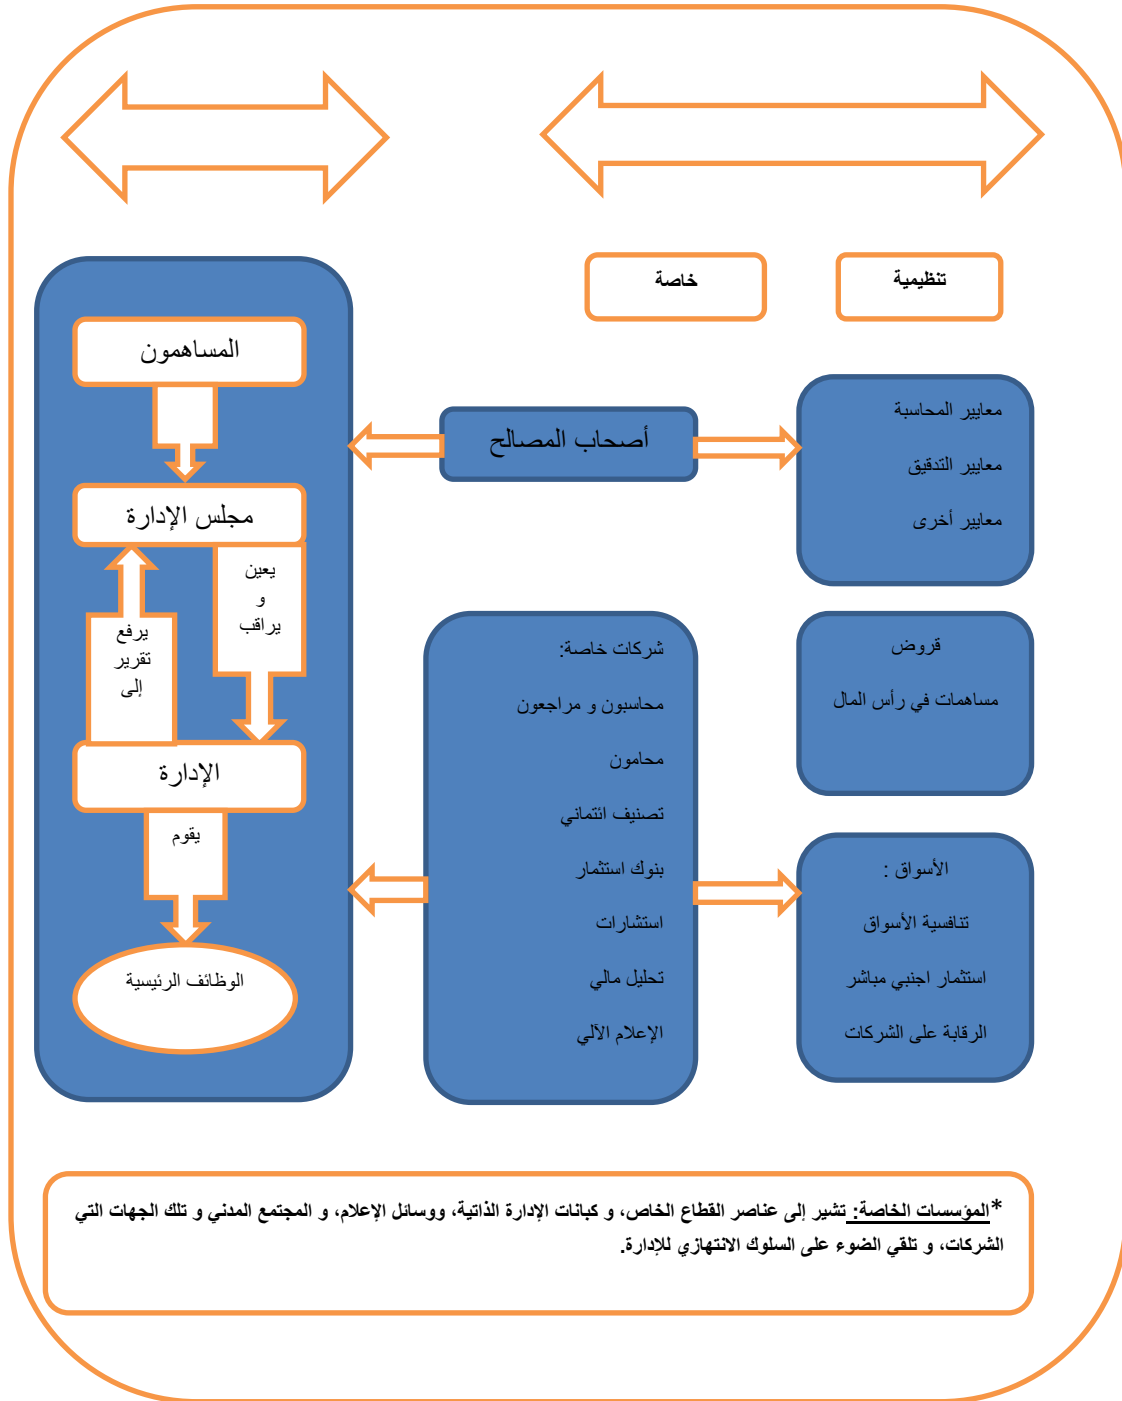 تنظيمية
خاصة
معايير المحاسبة
معايير التدقيق
معايير أخرى
قروض
مساهمات في رأس المال
الأسواق :
تنافسية الأسواق
استثمار اجنبي مباشر
الرقابة على الشركات
أصحاب المصالح
شركات خاصة:
محاسبون و مراجعون
محامون
تصنيف ائتماني
بنوك استثمار
استشارات
تحليل مالي
الإعلام الآلي
المساهمون
مجلس الإدارة
يعين
و
يراقب
يرفع
تقرير
إلى
الإدارة
يقوم
الوظائف الرئيسية
*المؤسسات الخاصة: تشير إلى عناصر القطاع الخاص، و كيانات الإدارة الذاتية، ووسائل الإعلام، و المجتمع المدني و تلك الجهات التي
الشركات، و تلقي الضوء على السلوك الانتهازي للإدارة.